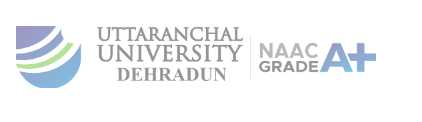 UTTARANCHAL
UNIVERSITY
DEHRADUN
NAAC
GRADE A+